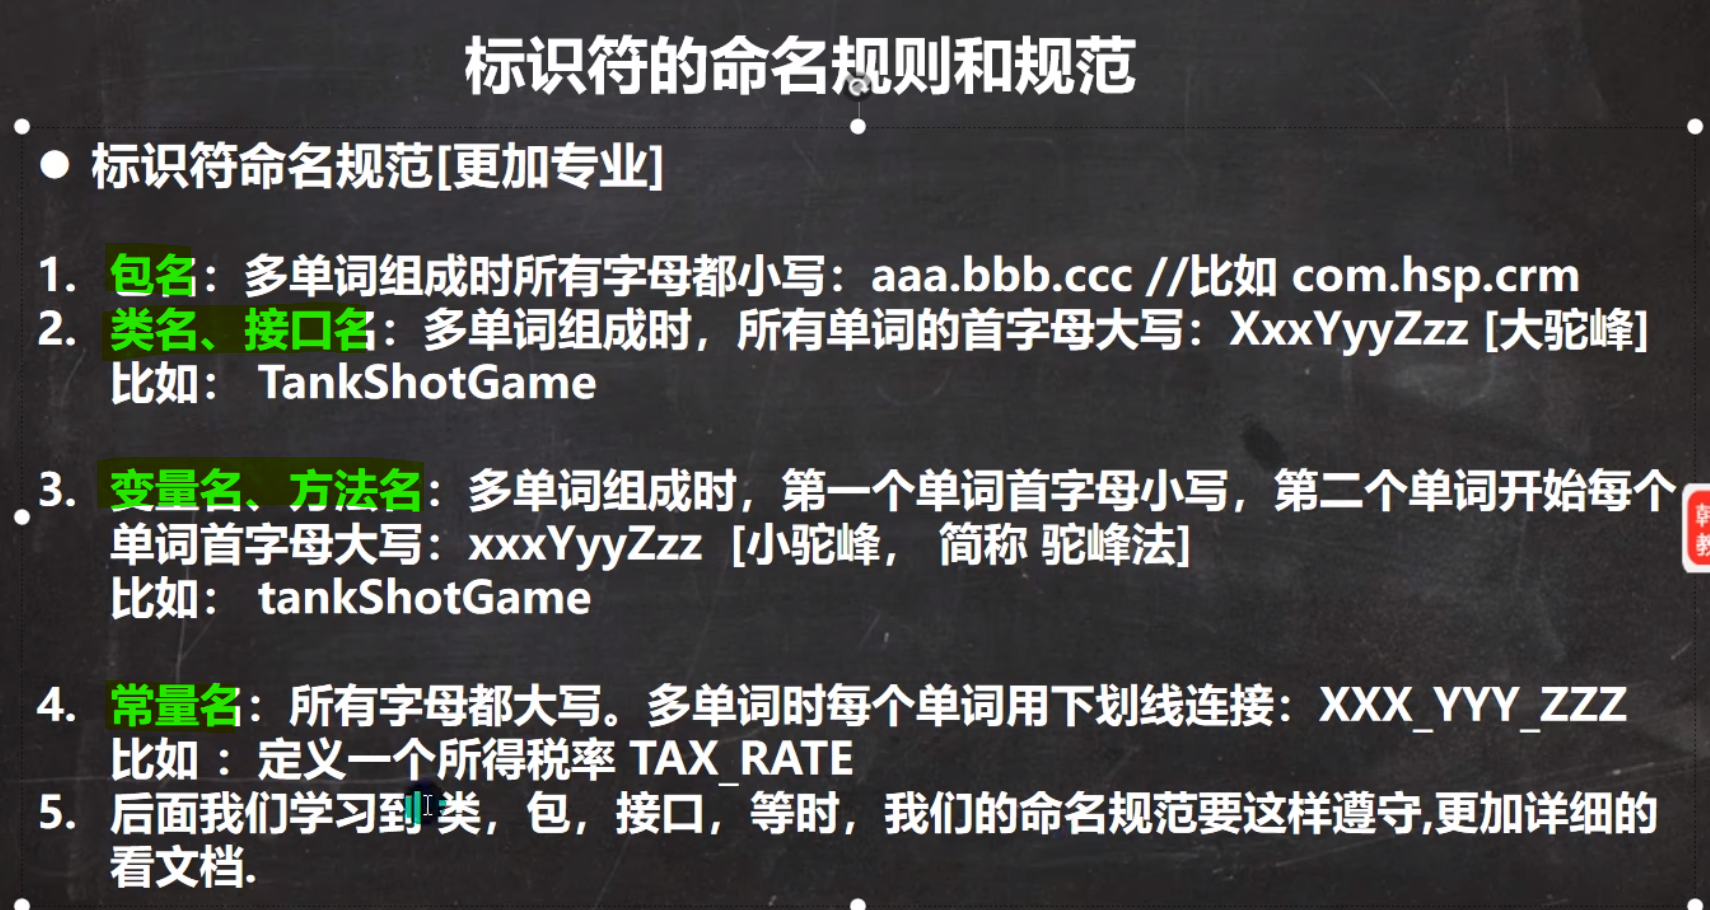 标识符的命名规则和规范
● 标识符命名规范[更加专业]
1. 包名：多单词组成时所有字母都小写：aaa.bbb.ccc //比如 com.hsp.crm
2. 类名、接口名：多单词组成时，所有单词的首字母大写：XxxYyyZzz [大驼峰]
比如： TankShotGame
3. 变量名、方法名：多单词组成时，第一个单词首字母小写，第二个单词开始每个
单词首字母大写：xxxYyyZzz [小驼峰， 简称 驼峰法]
比如： tankShotGame
4. 常量名：所有字母都大写。多单词时每个单词用下划线连接：XXX_YYY_ZZZ
比如 ：定义一个所得税率 TAX_RATE
5. 后面我们学习到 类，包，接口，等时，我们的命名规范要这样遵守,更加详细的
看文档.